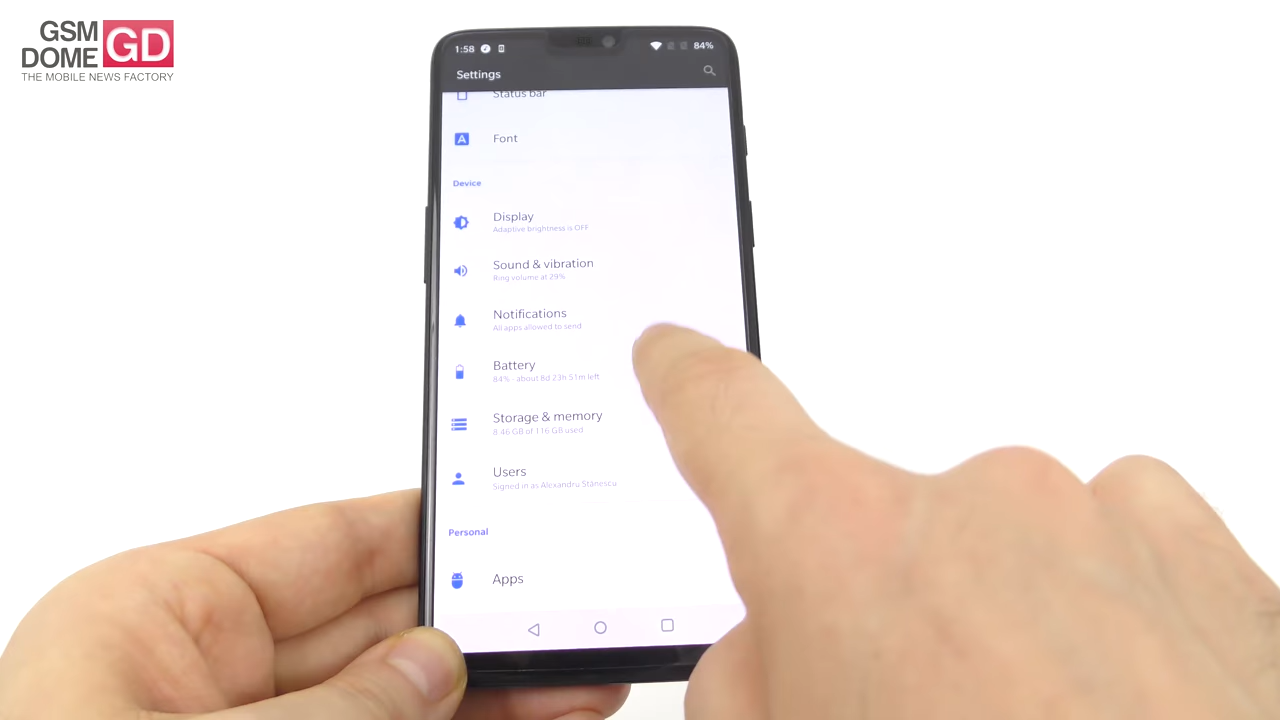 GSM
DOME GD
THE MOBILE NEWS FACTORY
1:58
84%
Settings
Status bar
A Font
Device
Display
Adaptive brightness is OFF
Sound & vibration
Ring volume at 29%
Notifications
All apps allowed to send
Battery
84% - about 8d 23h 51m left
Storage & memory
8.46 GB of 116 GB used
Users
Signed in as Alexandru Stanescu
Personal
Apps